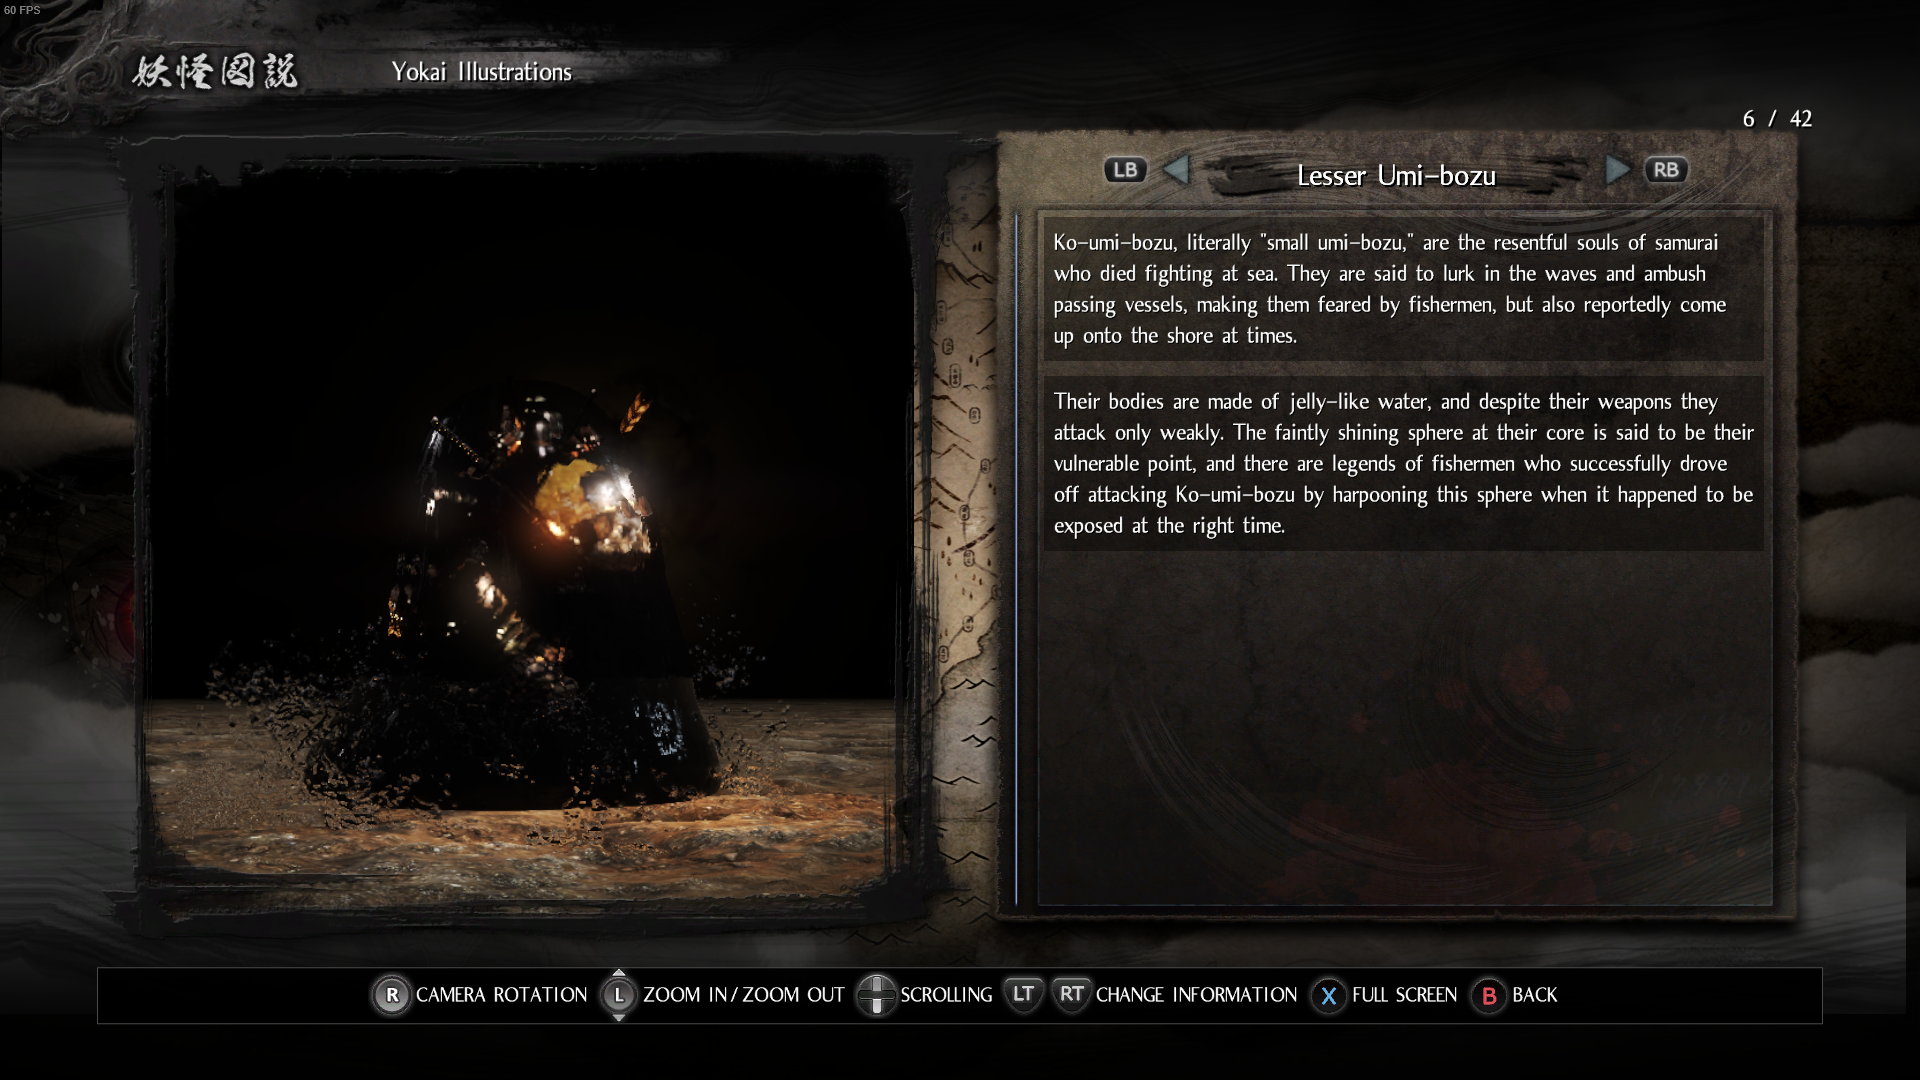 60 FPS
妖怪図説
Yokai Illustrations
6 / 42
LB
Lesser Umi-bozu
RB
Ko-umi-bozu, literally "small umi-bozu," are the resentful souls of samurai
who died fighting at sea. They are said to lurk in the waves and ambush
passing vessels, making them feared by fishermen, but also reportedly come
up onto the shore at times.
Their bodies are made of jelly-like water, and despite their weapons they
attack only weakly. The faintly shining sphere at their core is said to be their
vulnerable point, and there are legends of fishermen who successfully drove
off attacking Ko-umi-bozu by harpooning this sphere when it happened to be
exposed at the right time.
R CAMERA ROTATION L ZOOM IN/ZOOM OUT SCROLLING LT RT CHANGE INFORMATION X FULL SCREEN B BACK